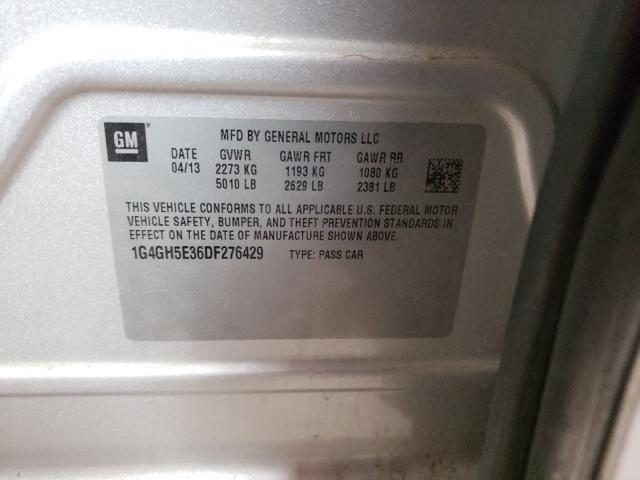 GM
MFD BY GENERAL MOTORS LLC
DATE GVWR GAWR FRT GAWR RR
04/13 2273 KG 1193 KG 1080 KG
5010 LB 2629 LB 2381 LB
THIS VEHICLE CONFORMS TO ALL APPLICABLE U.S. FEDERAL MOTOR
VEHICLE SAFETY, BUMPER, AND THEFT PREVENTION STANDARDS IN
EFFECT ON THE DATE OF MANUFACTURE SHOWN ABOVE.
1G4GH5E36DF276429 TYPE: PASS CAR